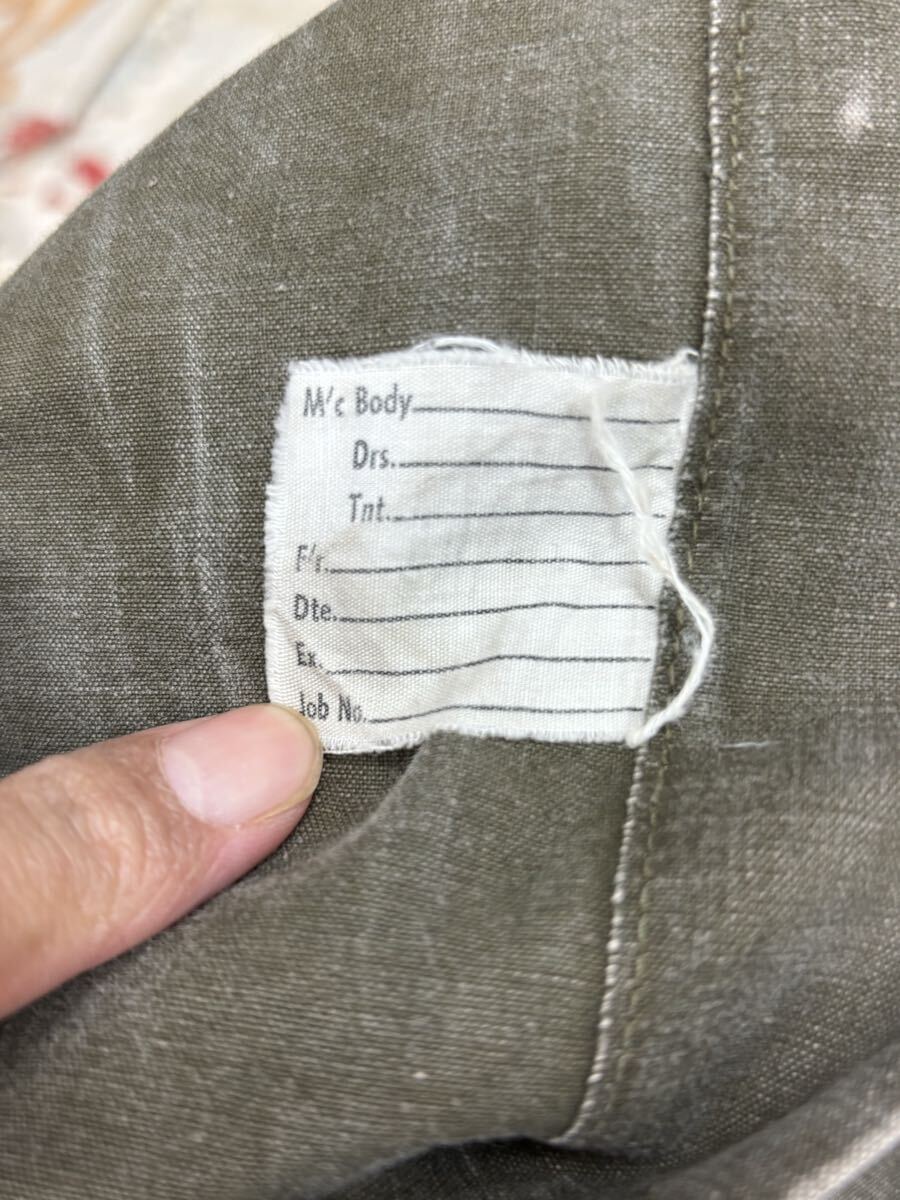 M/c Body
Drs.
Tnt.
F/r.
Dte.
Ex.
Job No.